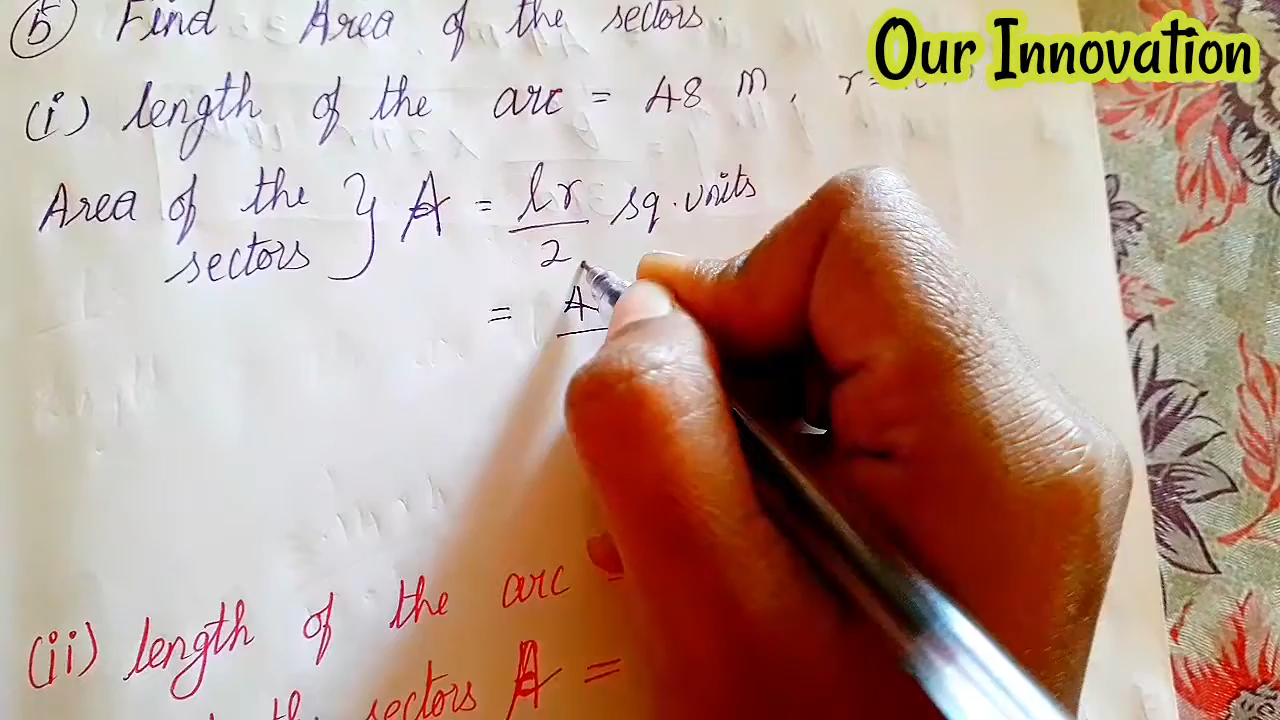 Our Innovation
(5) Find Area of the sectors.
(i) length of the arc = 48 m, r =
Area of the sectors } A = lr/2 sq.units
= 4
(ii) length of the arc
the sectors A =